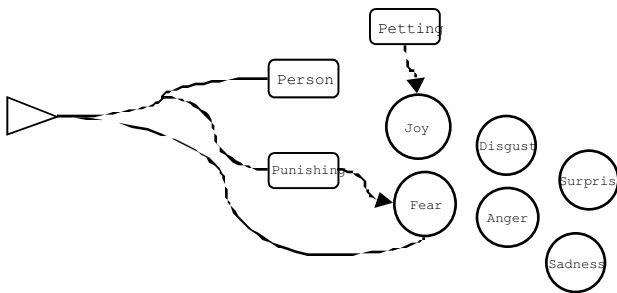 Petting
Person
Joy
Disgust
Punishing
Surpris
Fear
Anger
Sadness